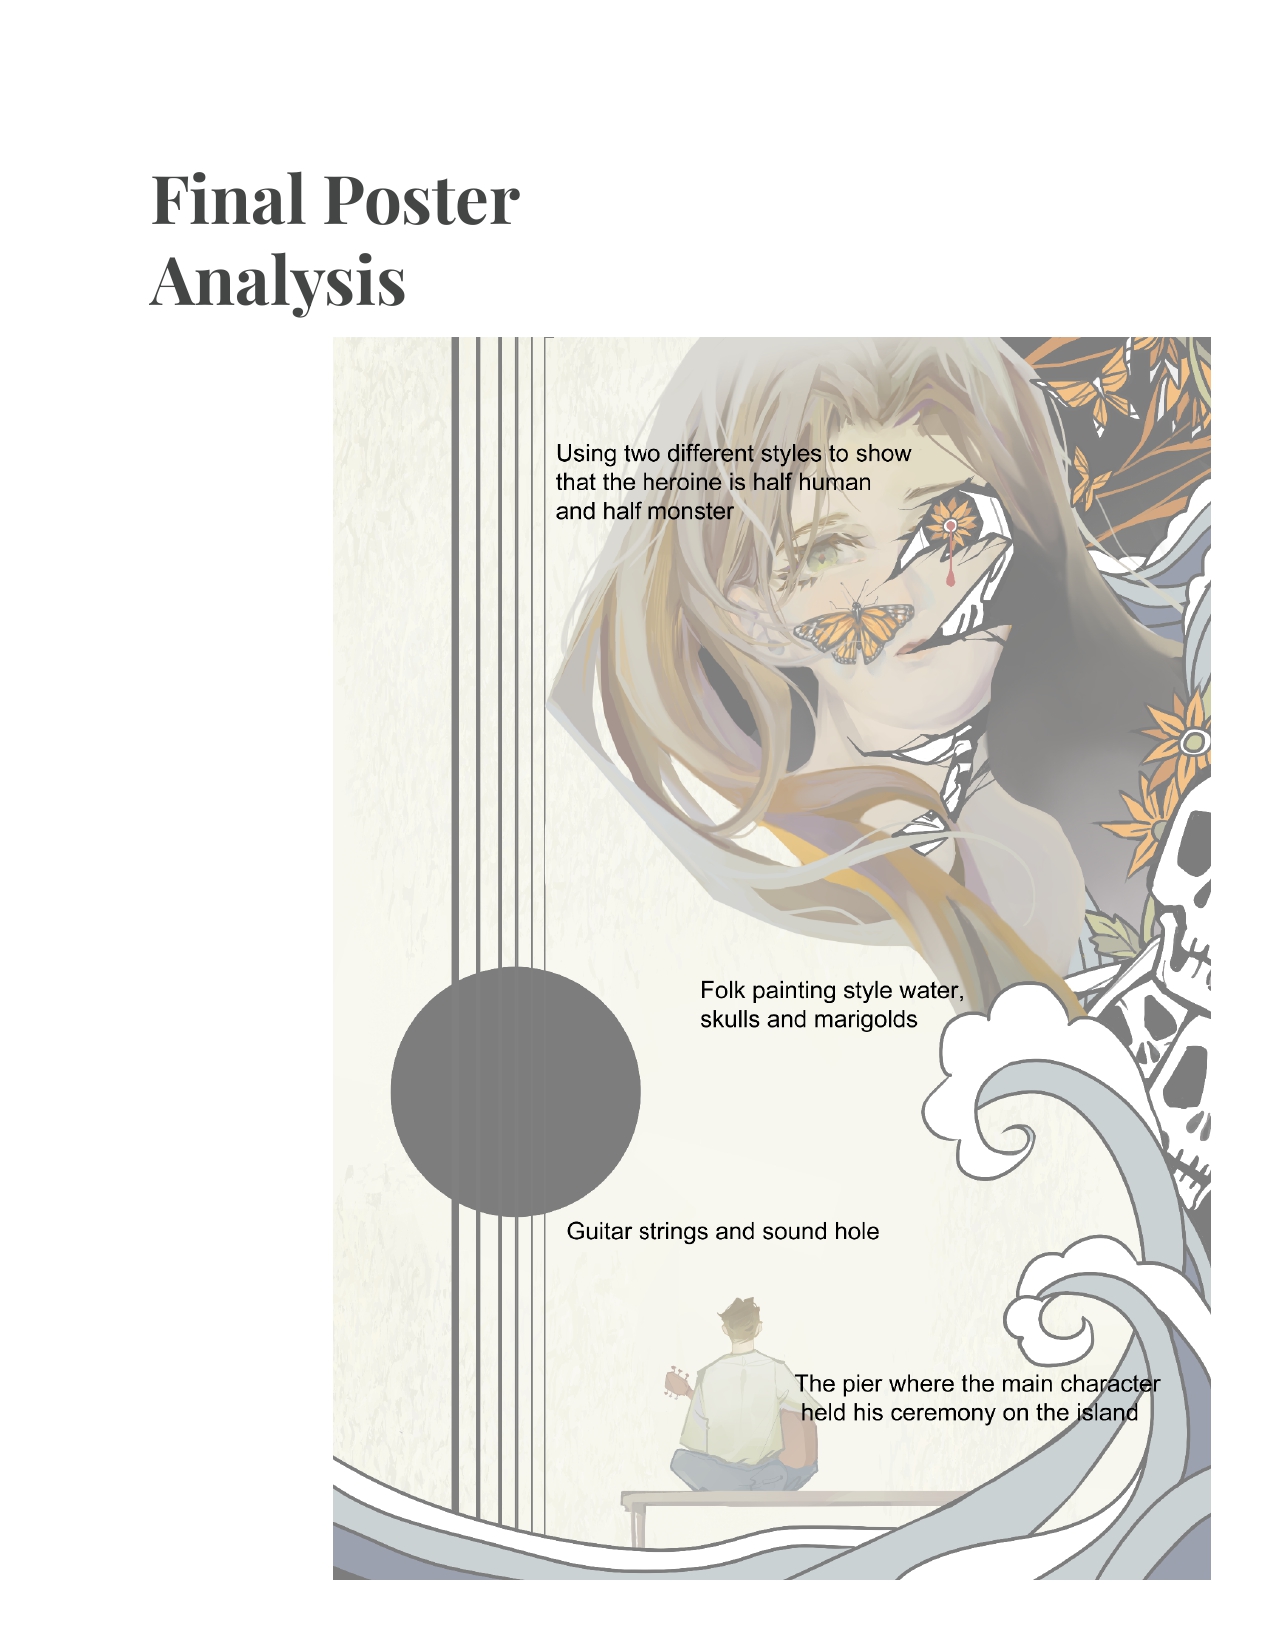 Final Poster
Analysis
Using two different styles to show
that the heroine is half human
and half monster
Folk painting style water,
skulls and marigolds
Guitar strings and sound hole
The pier where the main character
held his ceremony on the island